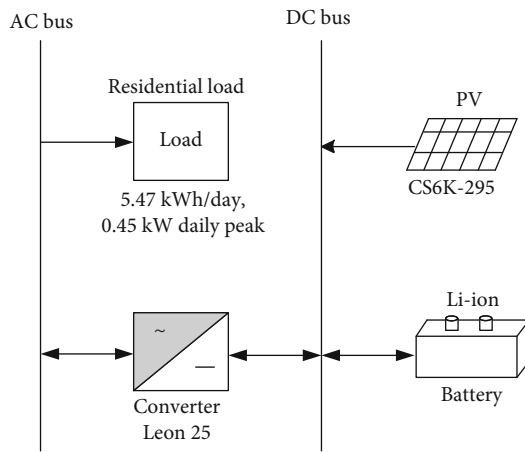 AC bus
DC bus
Residential load
Load
5.47 kWh/day,
0.45 kW daily peak
PV
CS6K-295
~
—
Converter
Leon 25
Li-ion
Battery